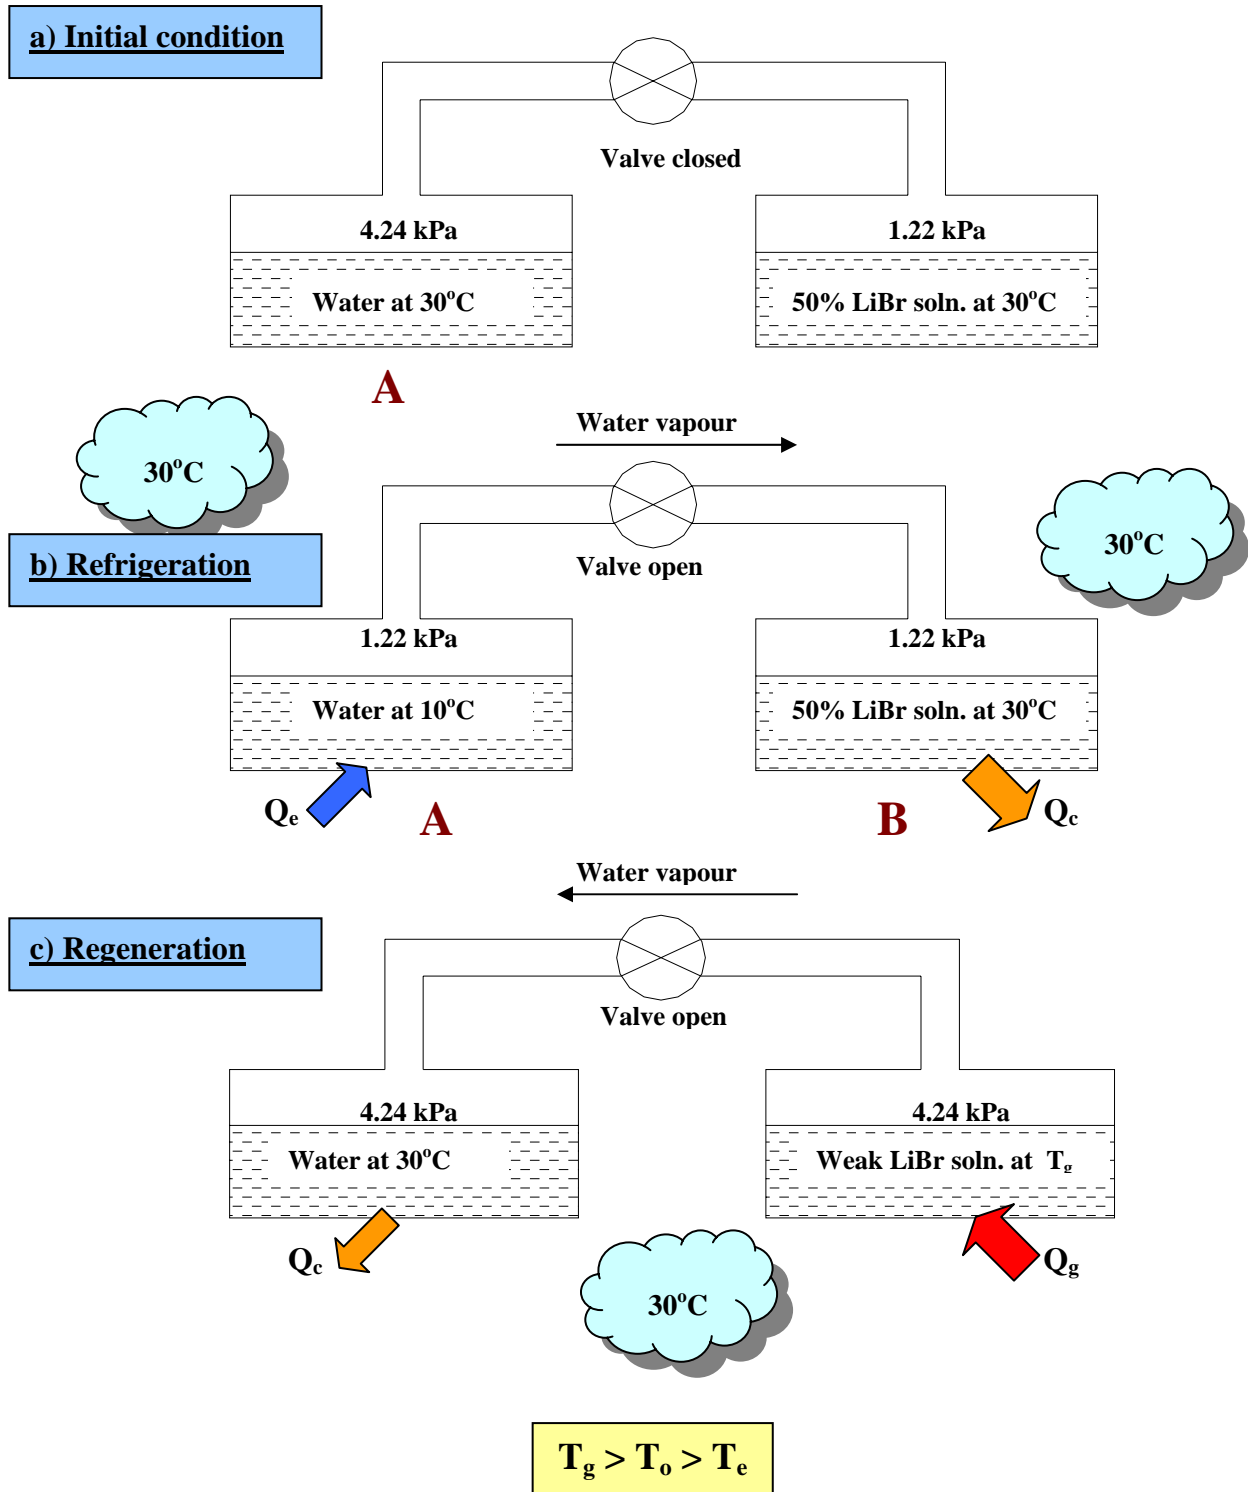 a) Initial condition
Valve closed
4.24 kPa
1.22 kPa
Water at 30°C
50% LiBr soln. at 30°C
A
Water vapour
30°C
30°C
b) Refrigeration
Valve open
1.22 kPa
1.22 kPa
Water at 10°C
50% LiBr soln. at 30°C
Qe
A
B
Qc
Water vapour
c) Regeneration
Valve open
4.24 kPa
4.24 kPa
Water at 30°C
Weak LiBr soln. at Tg
Qc
Qg
30°C
Tg > To > Te